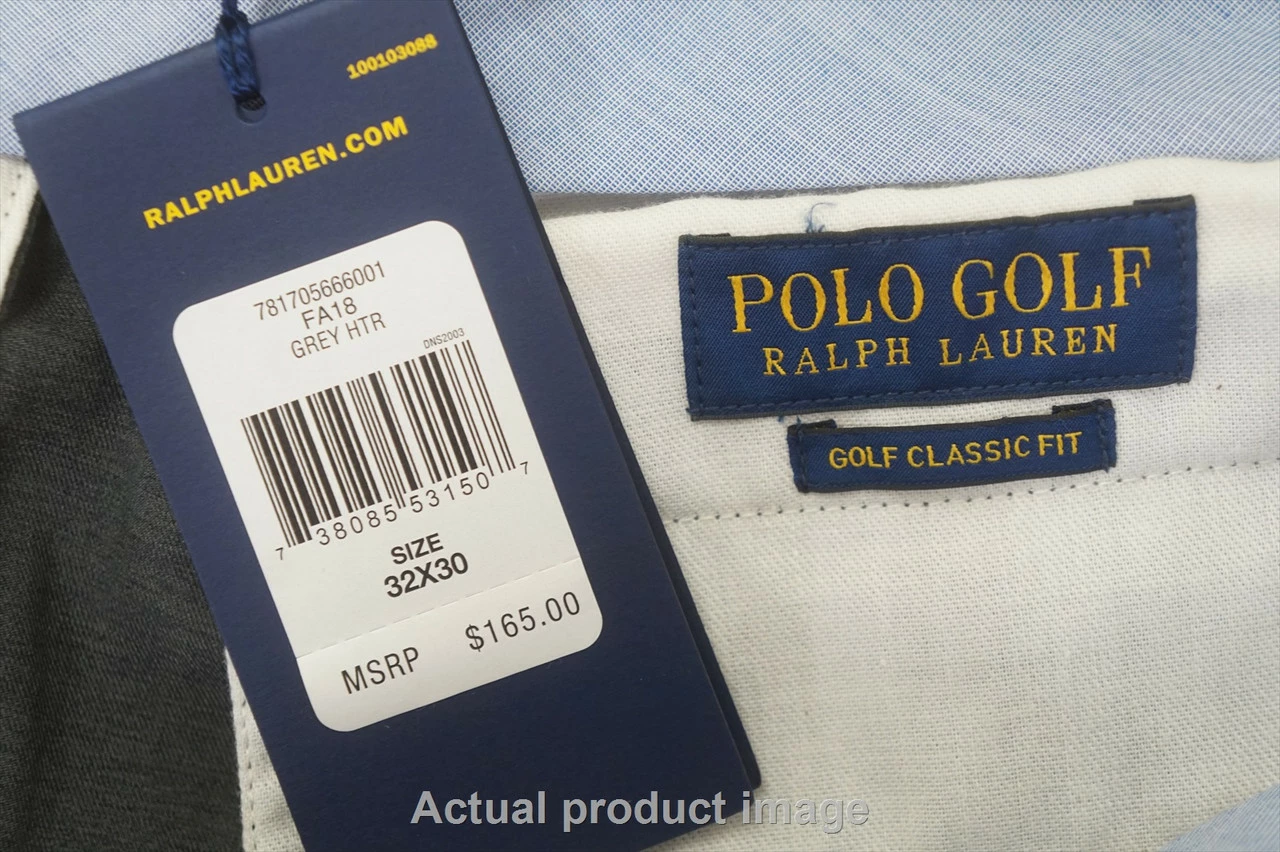 100103088
RALPHLAUREN.COM
781705666001
FA18
GREY HTR
DNS2003
7 38085 53150 7
SIZE
32X30
MSRP $165.00
POLO GOLF
RALPH LAUREN
GOLF CLASSIC FIT
Actual product image